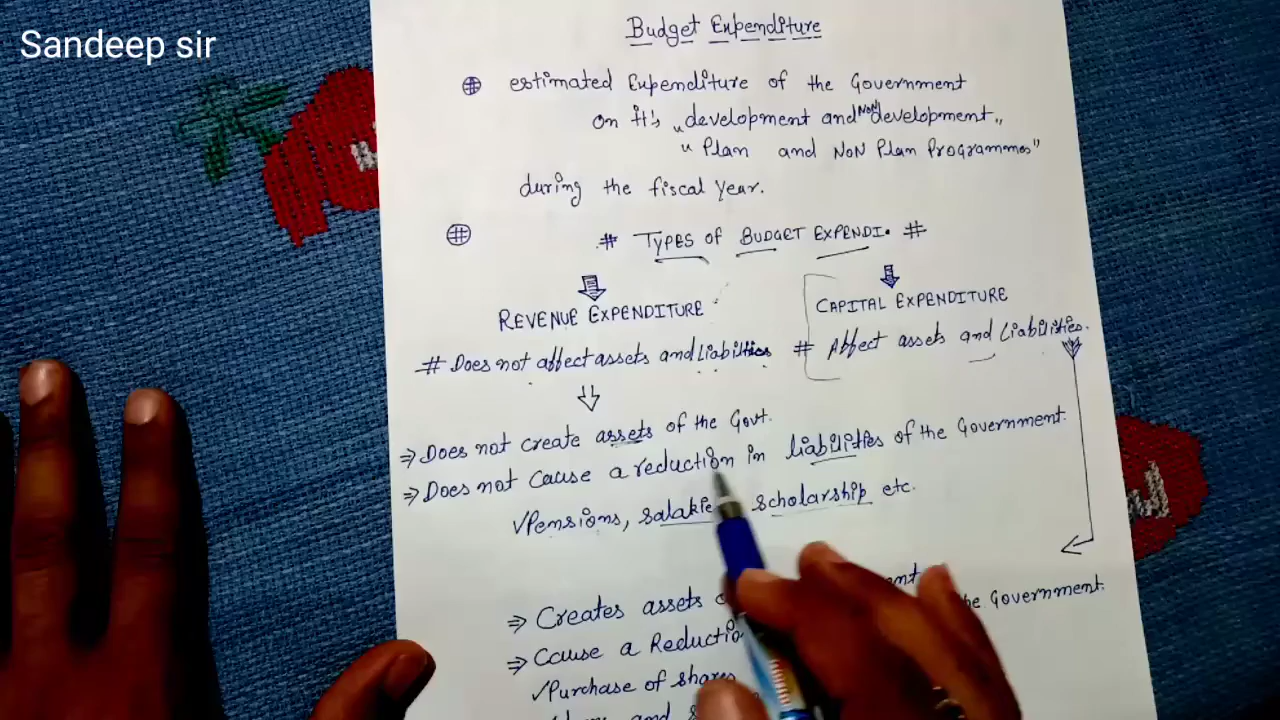 Sandeep sir
Budget Expenditure
estimated Expenditure of the Government
on it's "development and Non development"
"Plan and Non Plan Programmes"
during the fiscal year.
# TYPES of BUDGET EXPENDI. #
REVENUE EXPENDITURE
CAPITAL EXPENDITURE
# Does not affect assets and liabilities
# Affect assets and liabilities.
⇒ Does not create assets of the Govt.
⇒ Does not cause a reduction in liabilities of the Government.
✓Pensions, salarie scholarship etc.
⇒ Creates assets
⇒ Cause a Reductio the Government.
✓Purchase of shares
and